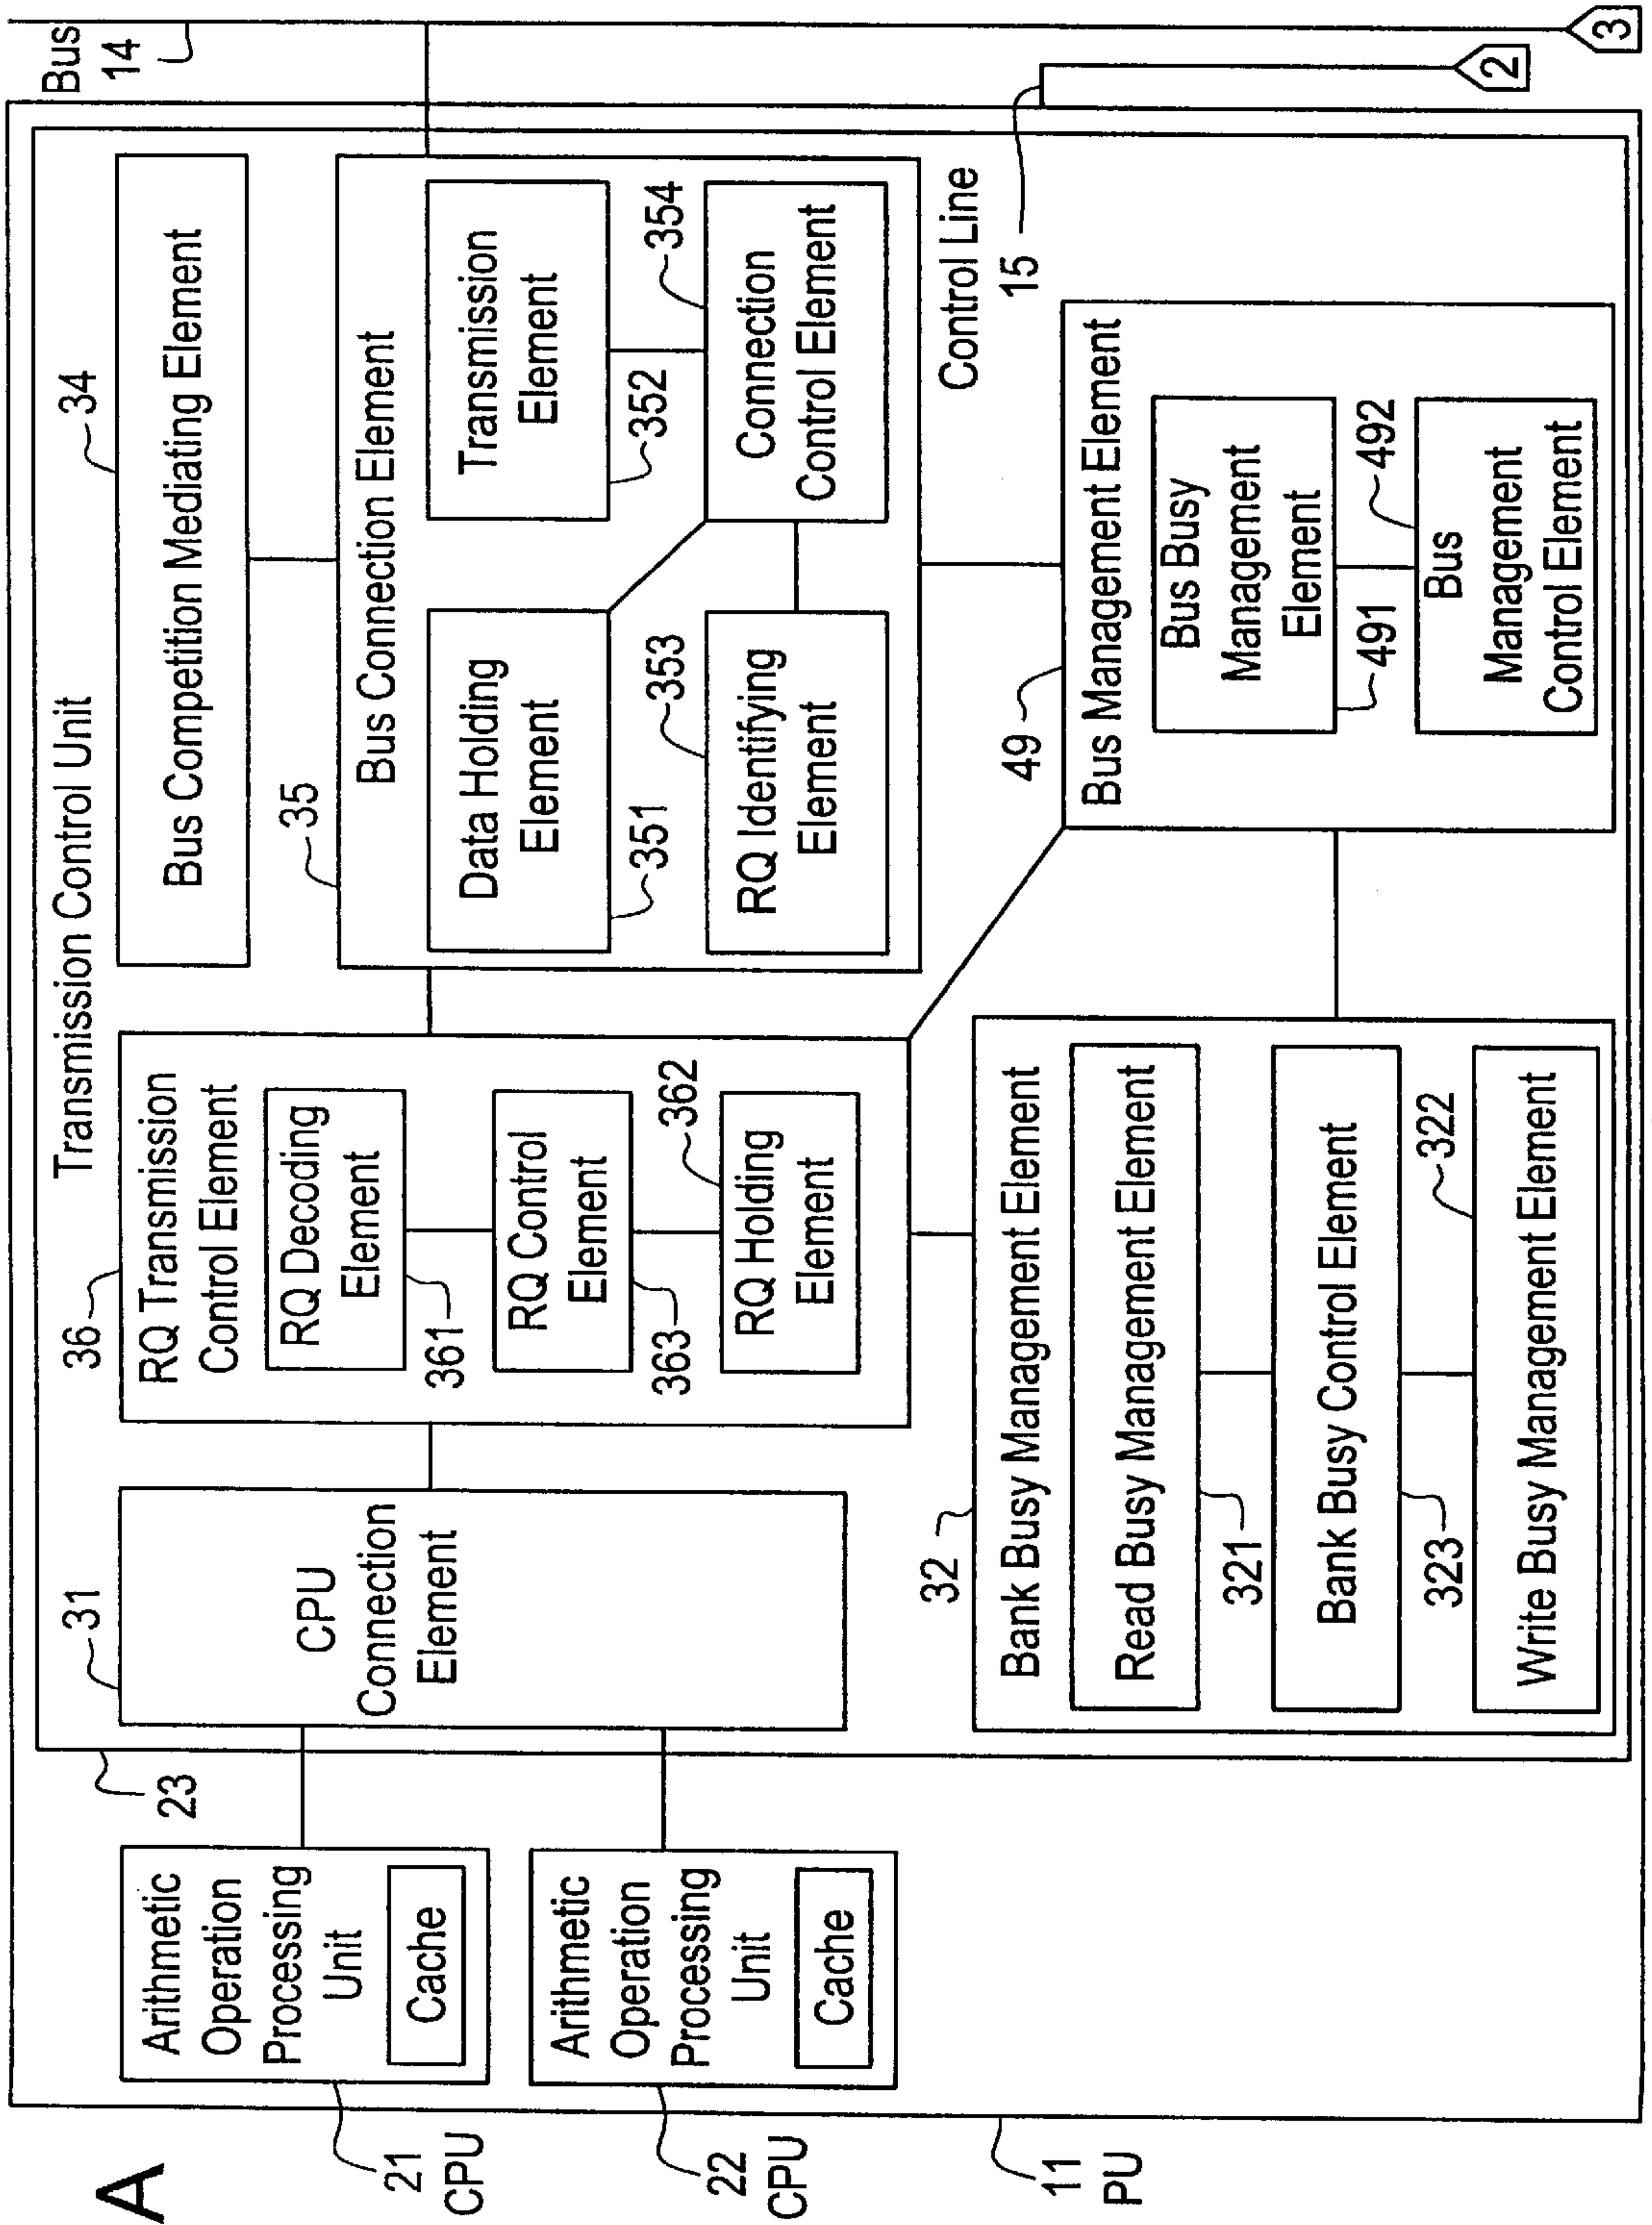 A
Bus
14
3
2
Transmission Control Unit
34
Bus Competition Mediating Element
35
Bus Connection Element
Transmission
Element
352
354
Connection
Control Element
Data Holding
Element
351
353
RQ Identifying
Element
Control Line
15
36
RQ Transmission
Control Element
RQ Decoding
Element
361
RQ Control
Element
363
362
RQ Holding
Element
31
CPU
Connection
Element
23
Arithmetic
Operation
Processing
Unit
Cache
21
CPU
Arithmetic
Operation
Processing
Unit
Cache
22
CPU
11
PU
32
Bank Busy Management Element
Read Busy Management Element
321
Bank Busy Control Element
323
322
Write Busy Management Element
49
Bus Management Element
Bus Busy
Management
Element
491
492
Bus
Management
Control Element